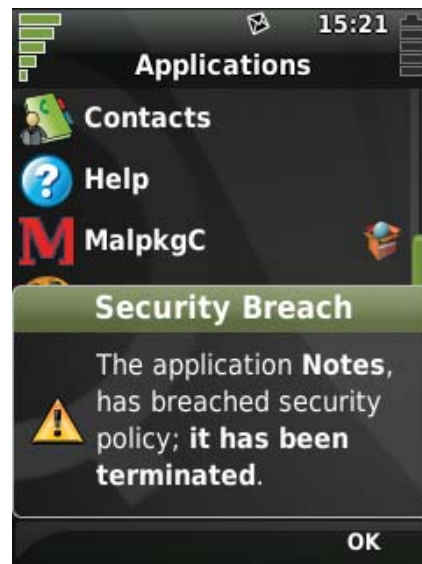 15:21
Applications
Contacts
Help
M MalpkgC
Security Breach
The application Notes,
has breached security
policy; it has been
terminated.
OK